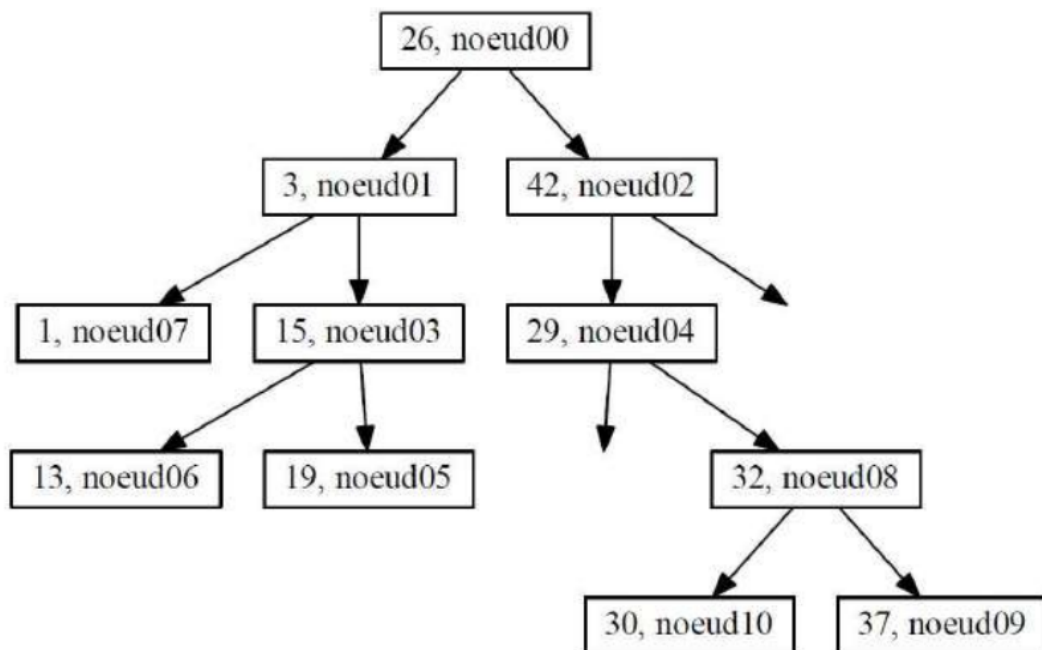 26, noeud00
3, noeud01
42, noeud02
1, noeud07
15, noeud03
29, noeud04
13, noeud06
19, noeud05
32, noeud08
30, noeud10
37, noeud09